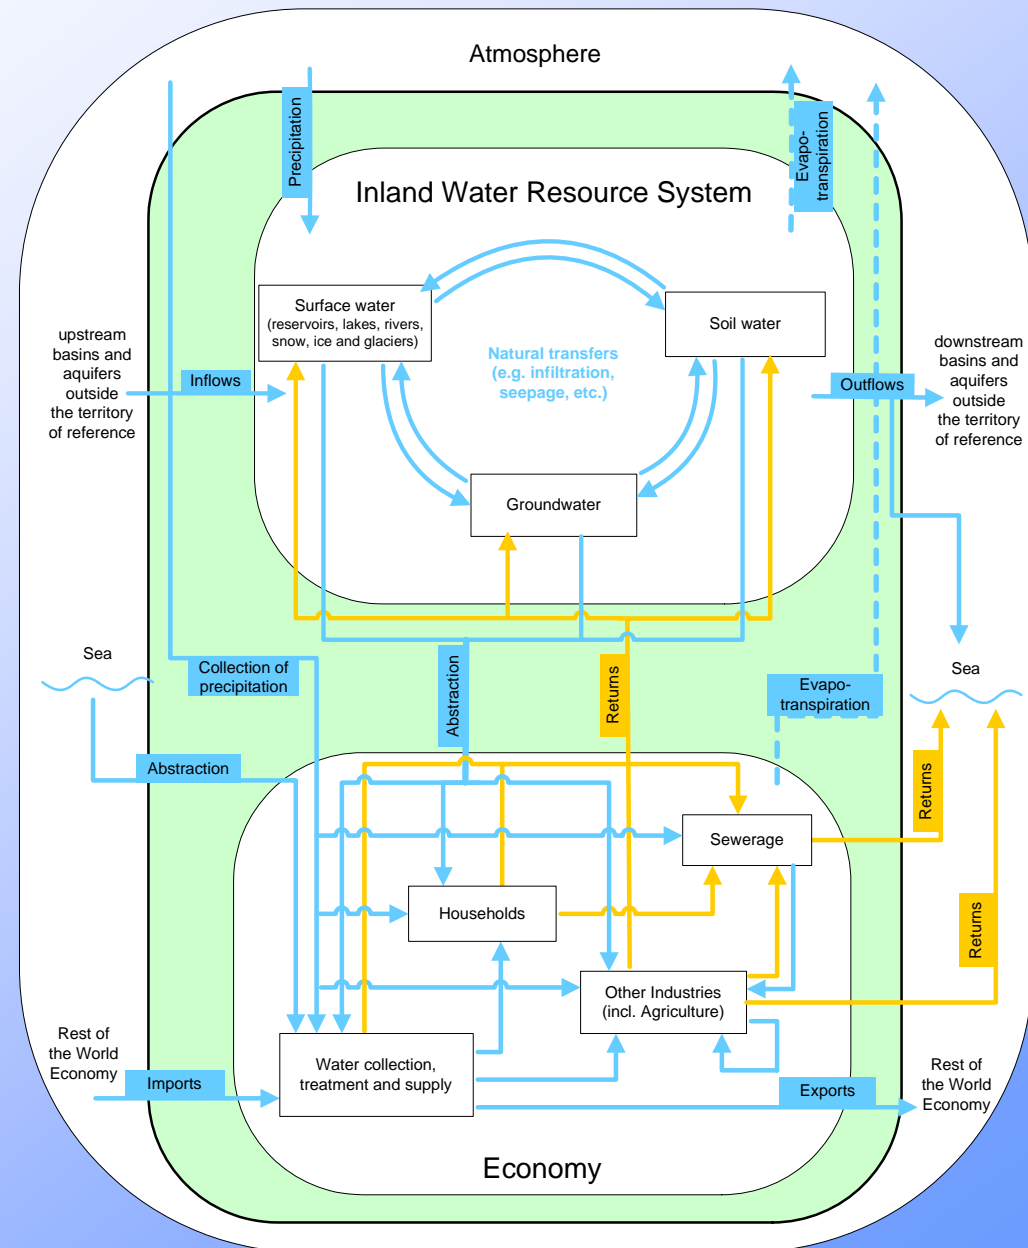 Atmosphere
Precipitation
Evapo-
transpiration
Inland Water Resource System
Surface water
(reservoirs, lakes, rivers,
snow, ice and glaciers)
Soil water
Natural transfers
(e.g. infiltration,
seepage, etc.)
upstream
basins and
aquifers
outside
the territory
of reference
Inflows
Outflows
downstream
basins and
aquifers
outside
the territory
of reference
Groundwater
Sea
Collection of
precipitation
Abstraction
Returns
Evapo-
transpiration
Sea
Abstraction
Returns
Sewerage
Households
Returns
Other Industries
(incl. Agriculture)
Rest of
the World
Economy
Imports
Water collection,
treatment and supply
Exports
Rest of
the World
Economy
Economy